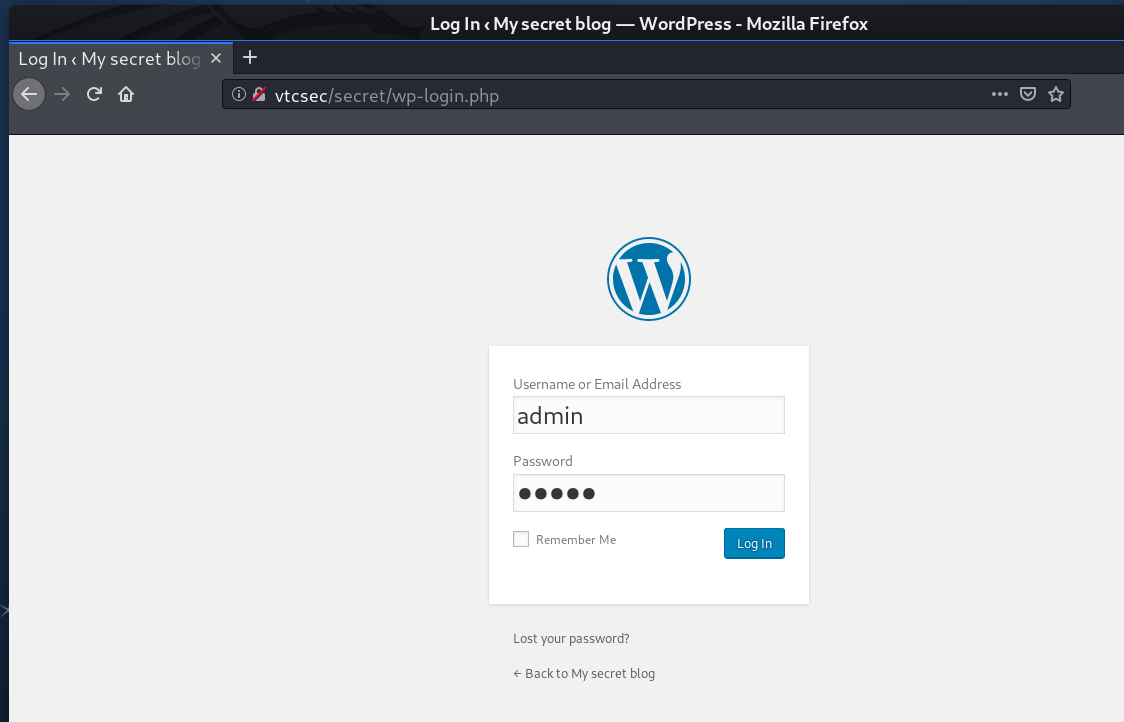 Log In ‹ My secret blog — WordPress - Mozilla Firefox
Log In ‹ My secret blog
vtcsec/secret/wp-login.php
Username or Email Address
admin
Password
Remember Me
Log In
Lost your password?
← Back to My secret blog